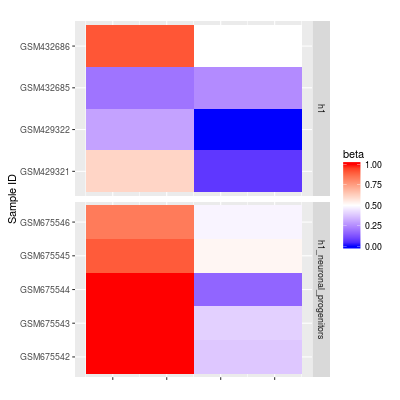 GSM432686
GSM432685
GSM429322
GSM429321
h1
GSM675546
GSM675545
GSM675544
GSM675543
GSM675542
h1_neuronal_progenitors
Sample ID
beta
1.00
0.75
0.50
0.25
0.00